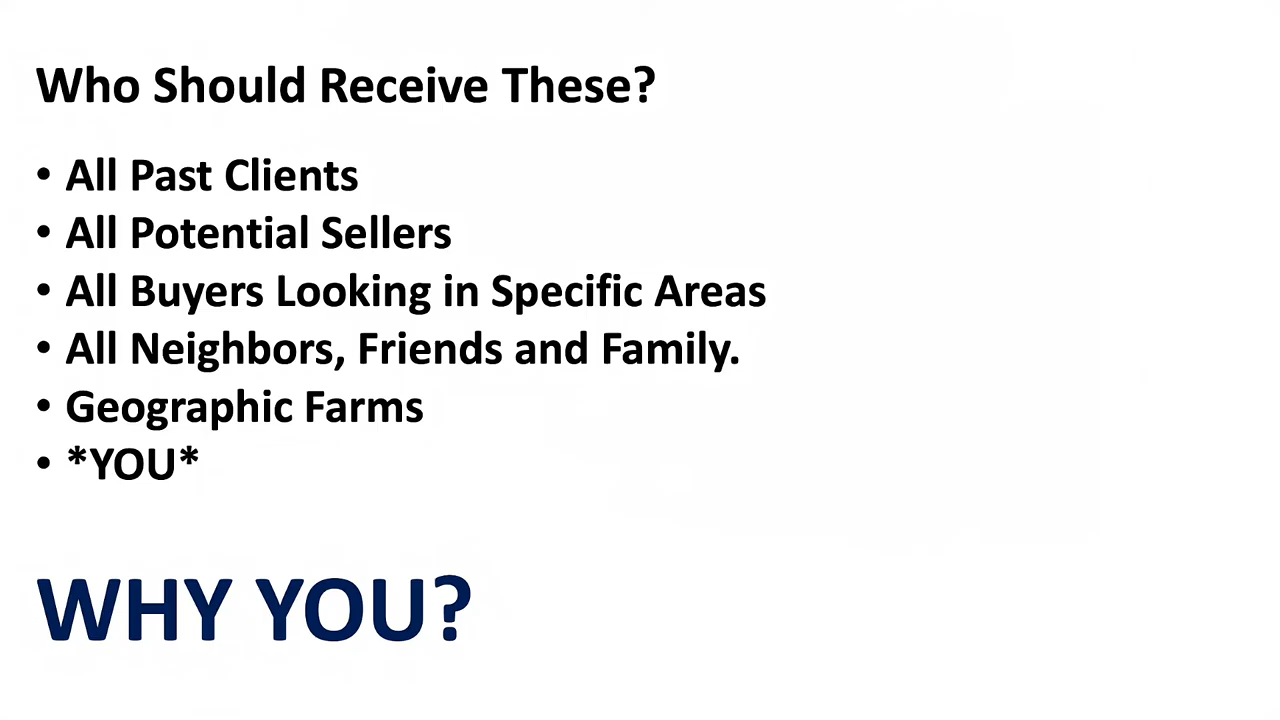 Who Should Receive These?
• All Past Clients
• All Potential Sellers
• All Buyers Looking in Specific Areas
• All Neighbors, Friends and Family.
• Geographic Farms
• *YOU*
WHY YOU?